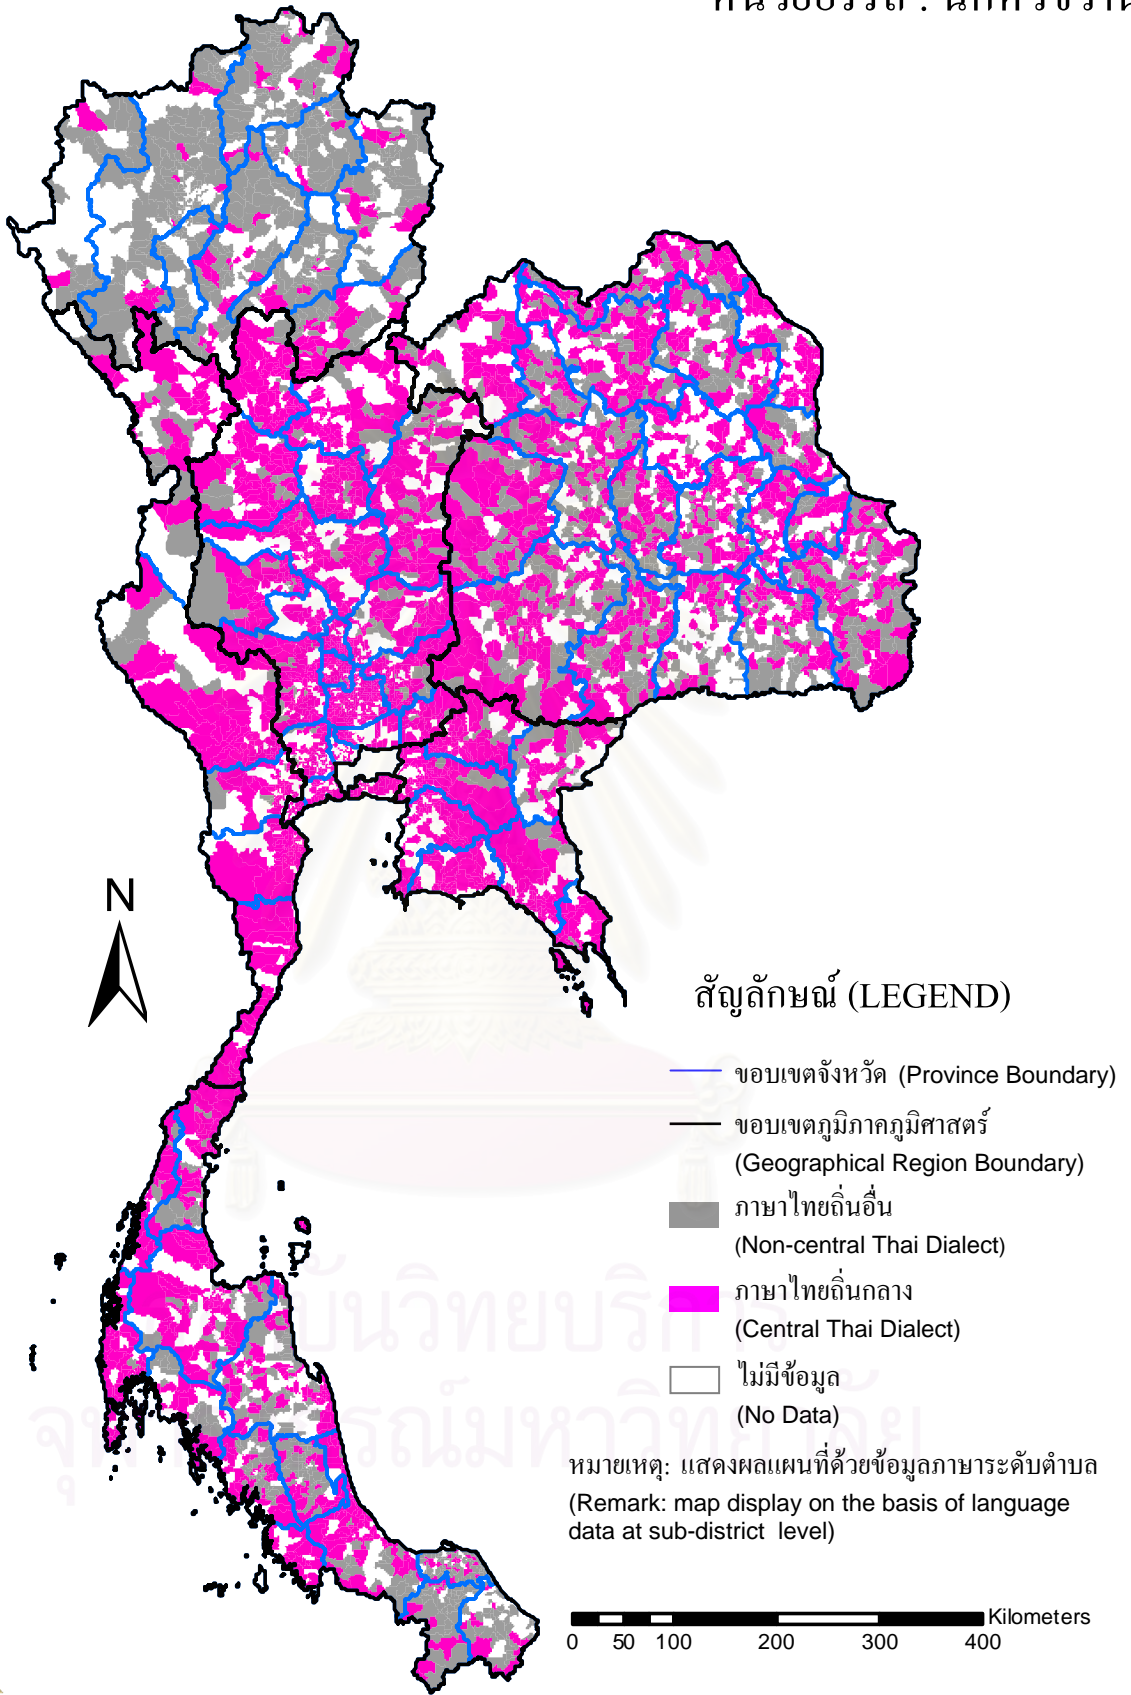 N
สัญลักษณ์ (LEGEND)
ขอบเขตจังหวัด (Province Boundary)
ขอบเขตภูมิภาคภูมิศาสตร์
(Geographical Region Boundary)
ภาษาไทยถิ่นอื่น
(Non-central Thai Dialect)
ภาษาไทยถิ่นกลาง
(Central Thai Dialect)
ไม่มีข้อมูล
(No Data)
หมายเหตุ: แสดงผลแผนที่ด้วยข้อมูลภาษาระดับตำบล
(Remark: map display on the basis of language
data at sub-district level)
Kilometers
0 50 100 200 300 400